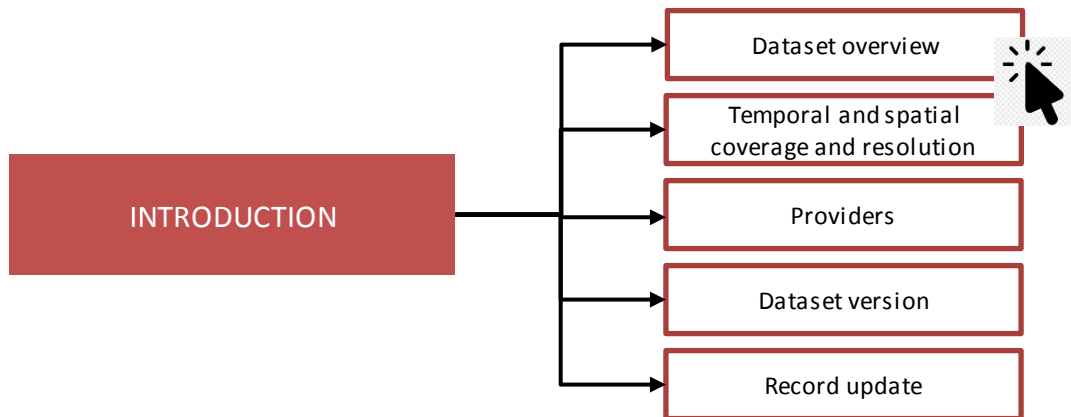 Dataset overview
Temporal and spatial
coverage and resolution
INTRODUCTION
Providers
Dataset version
Record update